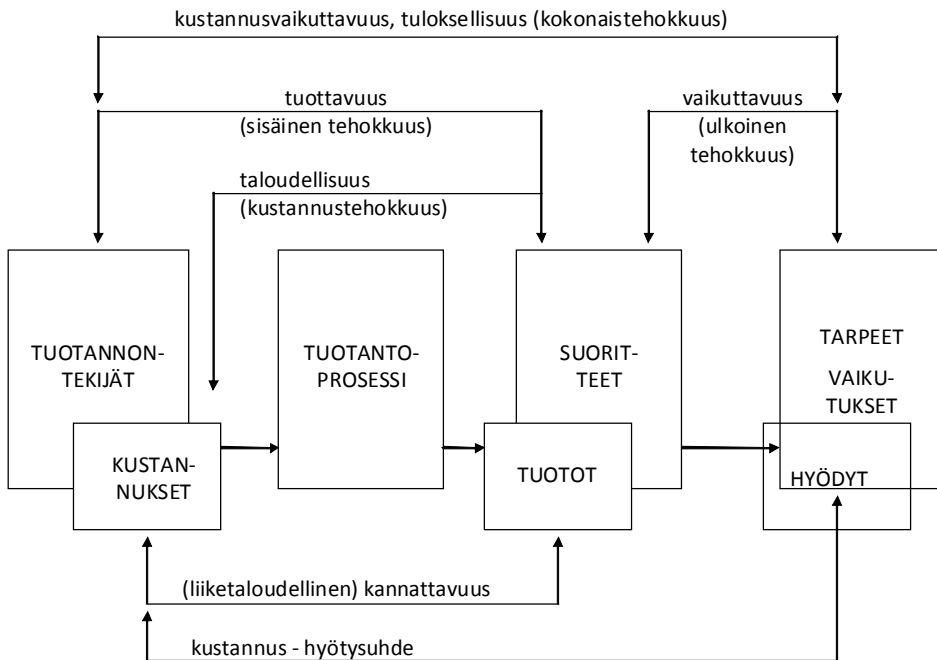 kustannusvaikuttavuus, tuloksellisuus (kokonaistehokkuus)
tuottavuus
(sisäinen tehokkuus)
vaikuttavuus
(ulkoinen
tehokkuus)
taloudellisuus
(kustannustehokkuus)
TUOTANNON-
TEKIJÄT
TUOTANTO-
PROSESSI
SUORIT-
TEET
TARPEET
VAIKU-
TUKSET
KUSTAN-
NUKSET
TUOTOT
HYÖDYT
(liiketaloudellinen) kannattavuus
kustannus - hyötysuhde